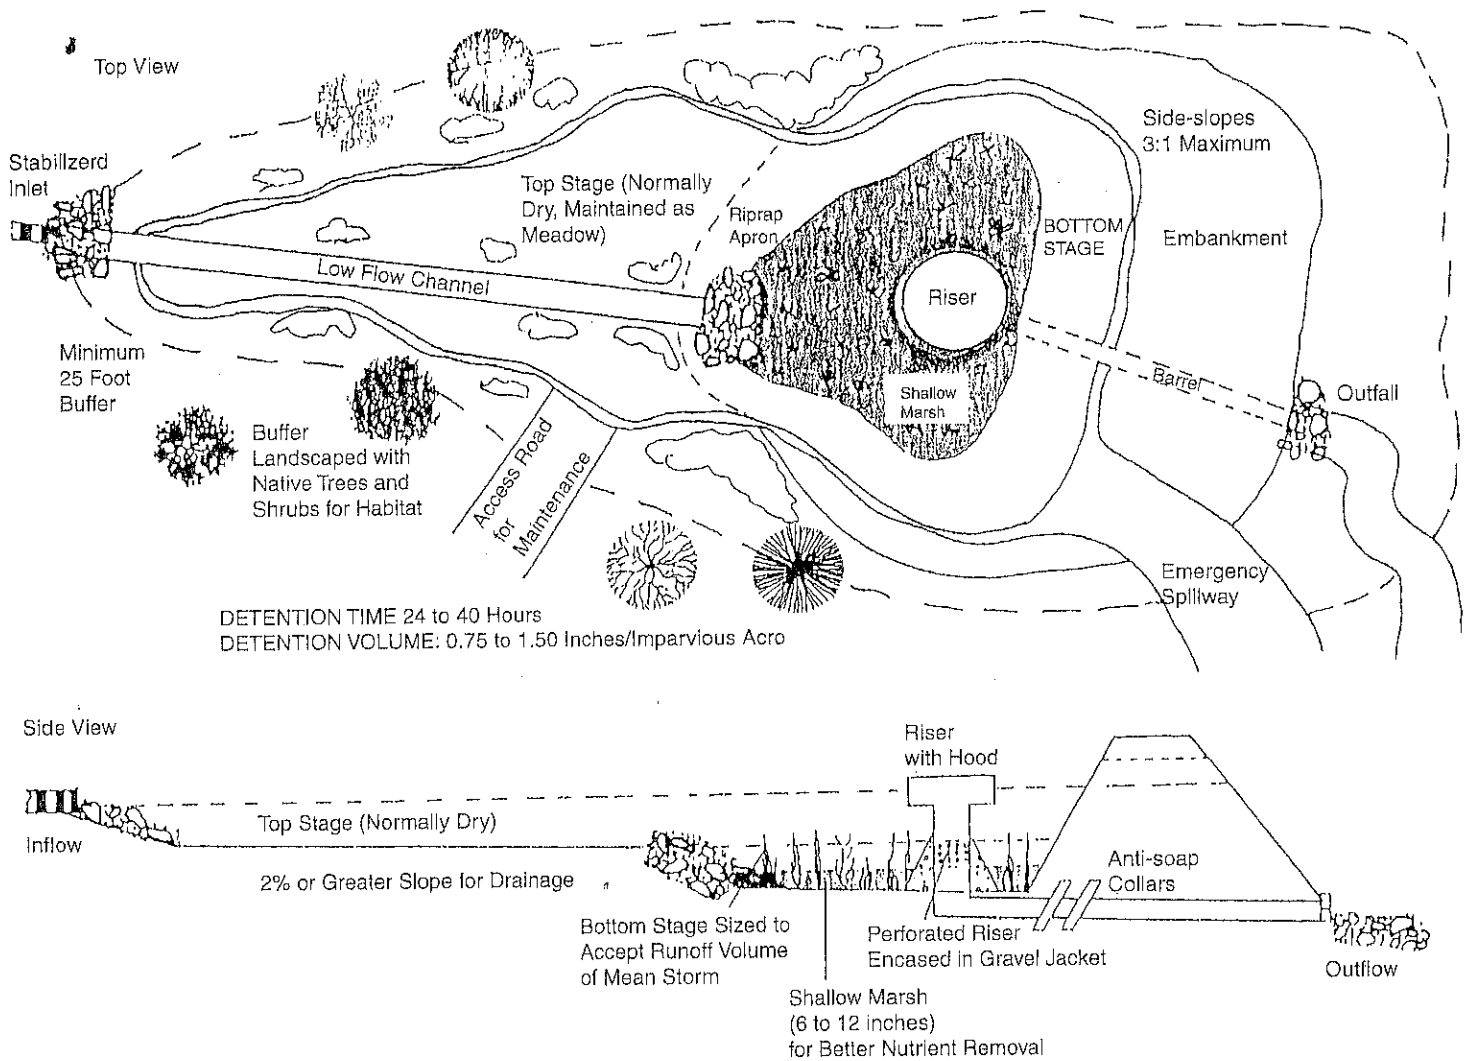 Top View
Stabilizerd
Inlet
Top Stage (Normally
Dry, Maintained as
Meadow)
Low Flow Channel
Riprap
Apron
BOTTOM
STAGE
Side-slopes
3:1 Maximum
Embankment
Riser
Shallow
Marsh
Barrel
Outfall
Minimum
25 Foot
Buffer
Buffer
Landscaped with
Native Trees and
Shrubs for Habitat
Access Road
for
Maintenance
Emergency
Spillway
DETENTION TIME 24 to 40 Hours
DETENTION VOLUME: 0.75 to 1.50 Inches/Imparvious Acro
Side View
Inflow
Top Stage (Normally Dry)
2% or Greater Slope for Drainage
Riser
with Hood
Anti-soap
Collars
Bottom Stage Sized to
Accept Runoff Volume
of Mean Storm
Perforated Riser
Encased in Gravel Jacket
Outflow
Shallow Marsh
(6 to 12 inches)
for Better Nutrient Removal